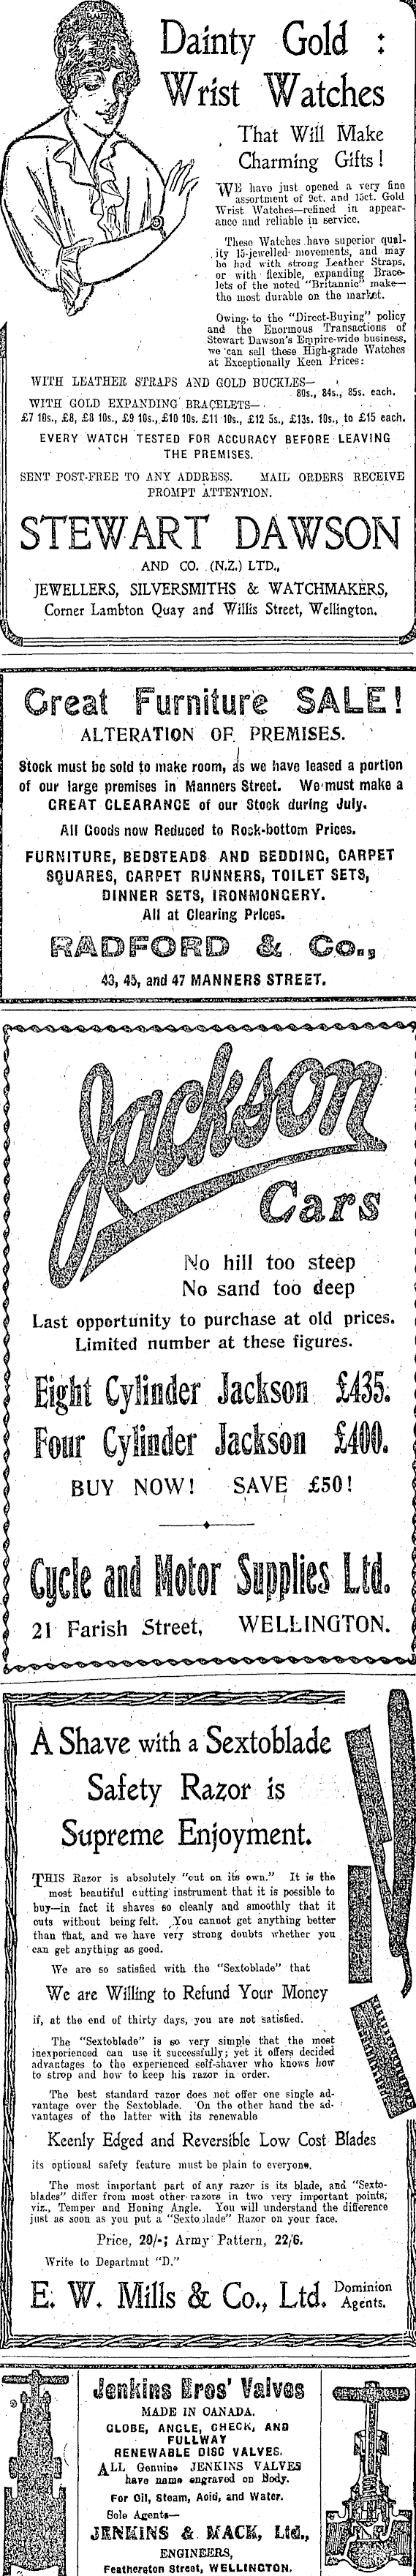 Dainty Gold :
Wrist Watches
That Will Make
Charming Gifts !
WE have just opened a very fine
assortment of 9ct. and 15ct. Gold
Wrist Watches—refined in appear-
ance and reliable in service.
These Watches have superior qual-
ity 15-jewelled movements, and may
be had with strong Leather Straps,
or with flexible, expanding Brace-
lets of the noted "Britannic" make—
the most durable on the market.
Owing to the "Direct-Buying" policy
and the Enormous Transactions of
Stewart Dawson's Empire-wide business,
we can sell these High-grade Watches
at Exceptionally Keen Prices:
WITH LEATHER STRAPS AND GOLD BUCKLES—
80s., 84s., 85s. each.
WITH GOLD EXPANDING BRACELETS—
£7 10s., £8, £8 10s., £9 10s., £10 10s. £11 10s., £12 5s., £13s. 10s., to £15 each.
EVERY WATCH TESTED FOR ACCURACY BEFORE LEAVING
THE PREMISES.
SENT POST-FREE TO ANY ADDRESS. MAIL ORDERS RECEIVE
PROMPT ATTENTION.
STEWART DAWSON
AND CO. (N.Z.) LTD.,
JEWELLERS, SILVERSMITHS & WATCHMAKERS,
Corner Lambton Quay and Willis Street, Wellington.
Great Furniture SALE!
ALTERATION OF PREMISES.
Stock must be sold to make room, as we have leased a portion
of our large premises in Manners Street. We must make a
GREAT CLEARANCE of our Stock during July.
All Goods now Reduced to Rock-bottom Prices.
FURNITURE, BEDSTEADS AND BEDDING, CARPET
SQUARES, CARPET RUNNERS, TOILET SETS,
DINNER SETS, IRONMONGERY.
All at Clearing Prices.
RADFORD & Co.,
43, 45, and 47 MANNERS STREET.
Jackson
Cars
No hill too steep
No sand too deep
Last opportunity to purchase at old prices.
Limited number at these figures.
Eight Cylinder Jackson £435.
Four Cylinder Jackson £400.
BUY NOW! SAVE £50!
Cycle and Motor Supplies Ltd.
21 Farish Street, WELLINGTON.
A Shave with a Sextoblade
Safety Razor is
Supreme Enjoyment.
THIS Razor is absolutely "out on its own." It is the
most beautiful cutting instrument that it is possible to
buy—in fact it shaves so cleanly and smoothly that it
cuts without being felt. You cannot get anything better
than that, and we have very strong doubts whether you
can get anything as good.
We are so satisfied with the "Sextoblade" that
We are Willing to Refund Your Money
if, at the end of thirty days, you are not satisfied.
The "Sextoblade" is so very simple that the most
inexperienced can use it successfully; yet it offers decided
advantages to the experienced self-shaver who knows how
to strop and how to keep his razor in order.
The best standard razor does not offer one single ad-
vantage over the Sextoblade. On the other hand the ad-
vantages of the latter with its renewable
Keenly Edged and Reversible Low Cost Blades
its optional safety feature must be plain to everyone.
The most important part of any razor is its blade, and "Sexto-
blades" differ from most other razors in two very important points;
viz., Temper and Honing Angle. You will understand the difference
just as soon as you put a "Sextoblade" Razor on your face.
Price, 20/-; Army Pattern, 22/6.
Write to Departmnt "D."
E. W. Mills & Co., Ltd. Dominion
Agents.
Jenkins Bros' Valves
MADE IN CANADA.
GLOBE, ANGLE, CHECK, AND
FULLWAY
RENEWABLE DISC VALVES.
ALL Genuine JENKINS VALVES
have name engraved on Body.
For Oil, Steam, Acid, and Water.
Sole Agents—
JENKINS & MACK, Ltd.,
ENGINEERS,
Featherston Street, WELLINGTON.